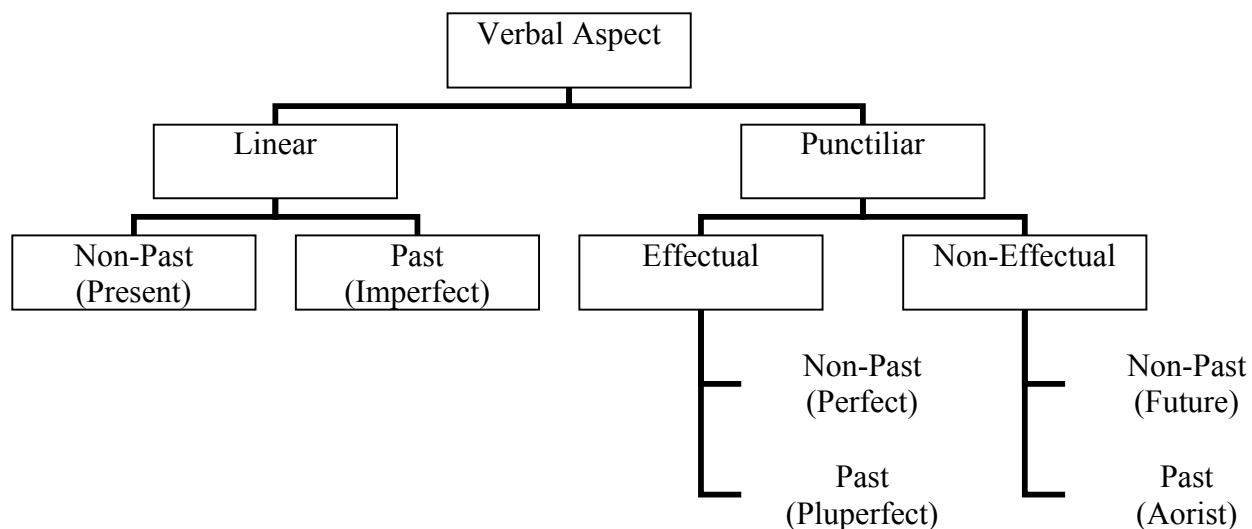 Verbal Aspect
Linear
Punctiliar
Non-Past
(Present)
Past
(Imperfect)
Effectual
Non-Effectual
Non-Past
(Perfect)
Non-Past
(Future)
Past
(Pluperfect)
Past
(Aorist)